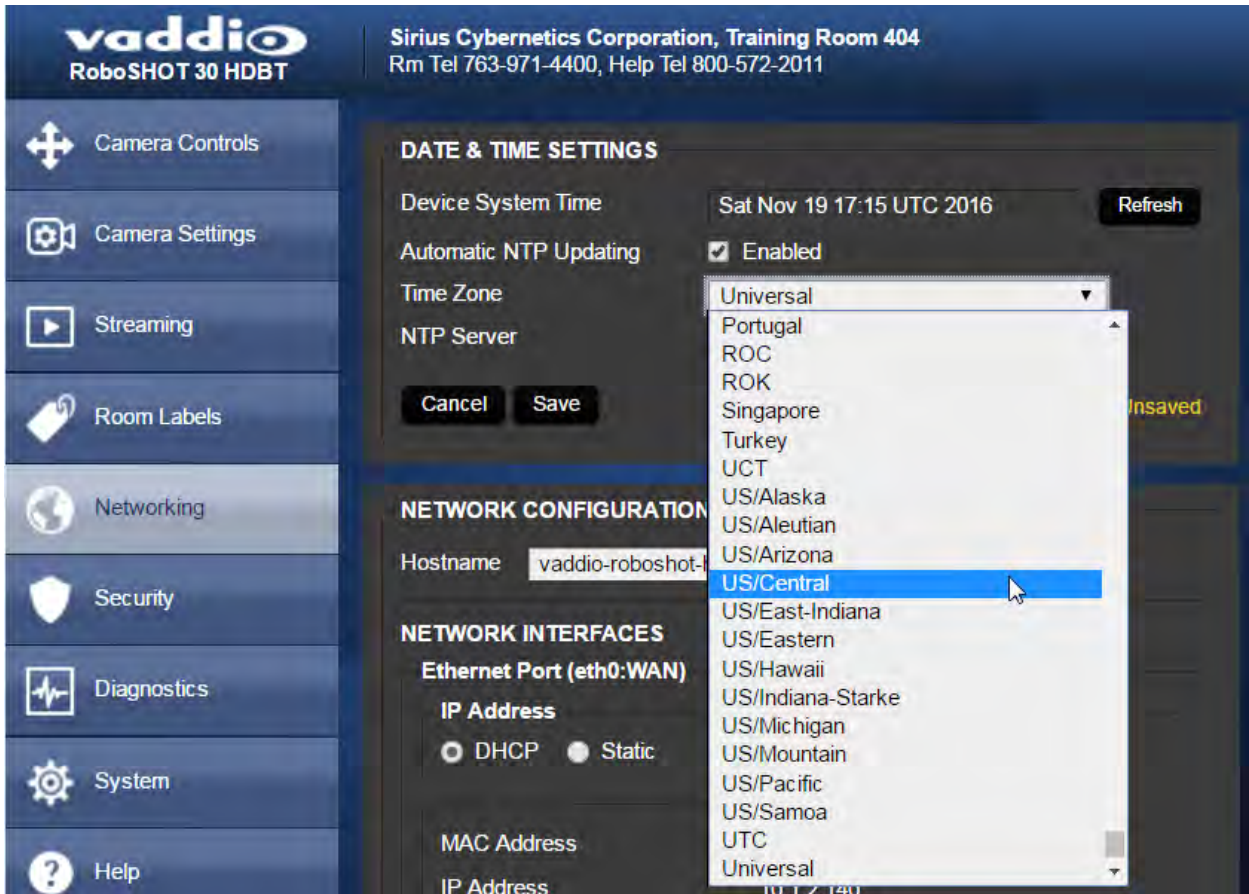 vaddio
RoboSHOT 30 HDBT
Sirius Cybernetics Corporation, Training Room 404
Rm Tel 763-971-4400, Help Tel 800-572-2011
Camera Controls
Camera Settings
Streaming
Room Labels
Networking
Security
Diagnostics
System
Help
DATE & TIME SETTINGS
Device System Time Sat Nov 19 17:15 UTC 2016 Refresh
Automatic NTP Updating Enabled
Time Zone Universal
NTP Server
Cancel Save
Portugal
ROC
ROK
Singapore
Turkey
UCT
US/Alaska
US/Aleutian
US/Arizona
US/Central
US/East-Indiana
US/Eastern
US/Hawaii
US/Indiana-Starke
US/Michigan
US/Mountain
US/Pacific
US/Samoa
UTC
Universal
NETWORK CONFIGURATION
Hostname vaddio-roboshot-
NETWORK INTERFACES
Ethernet Port (eth0:WAN)
IP Address
DHCP Static
MAC Address
IP Address